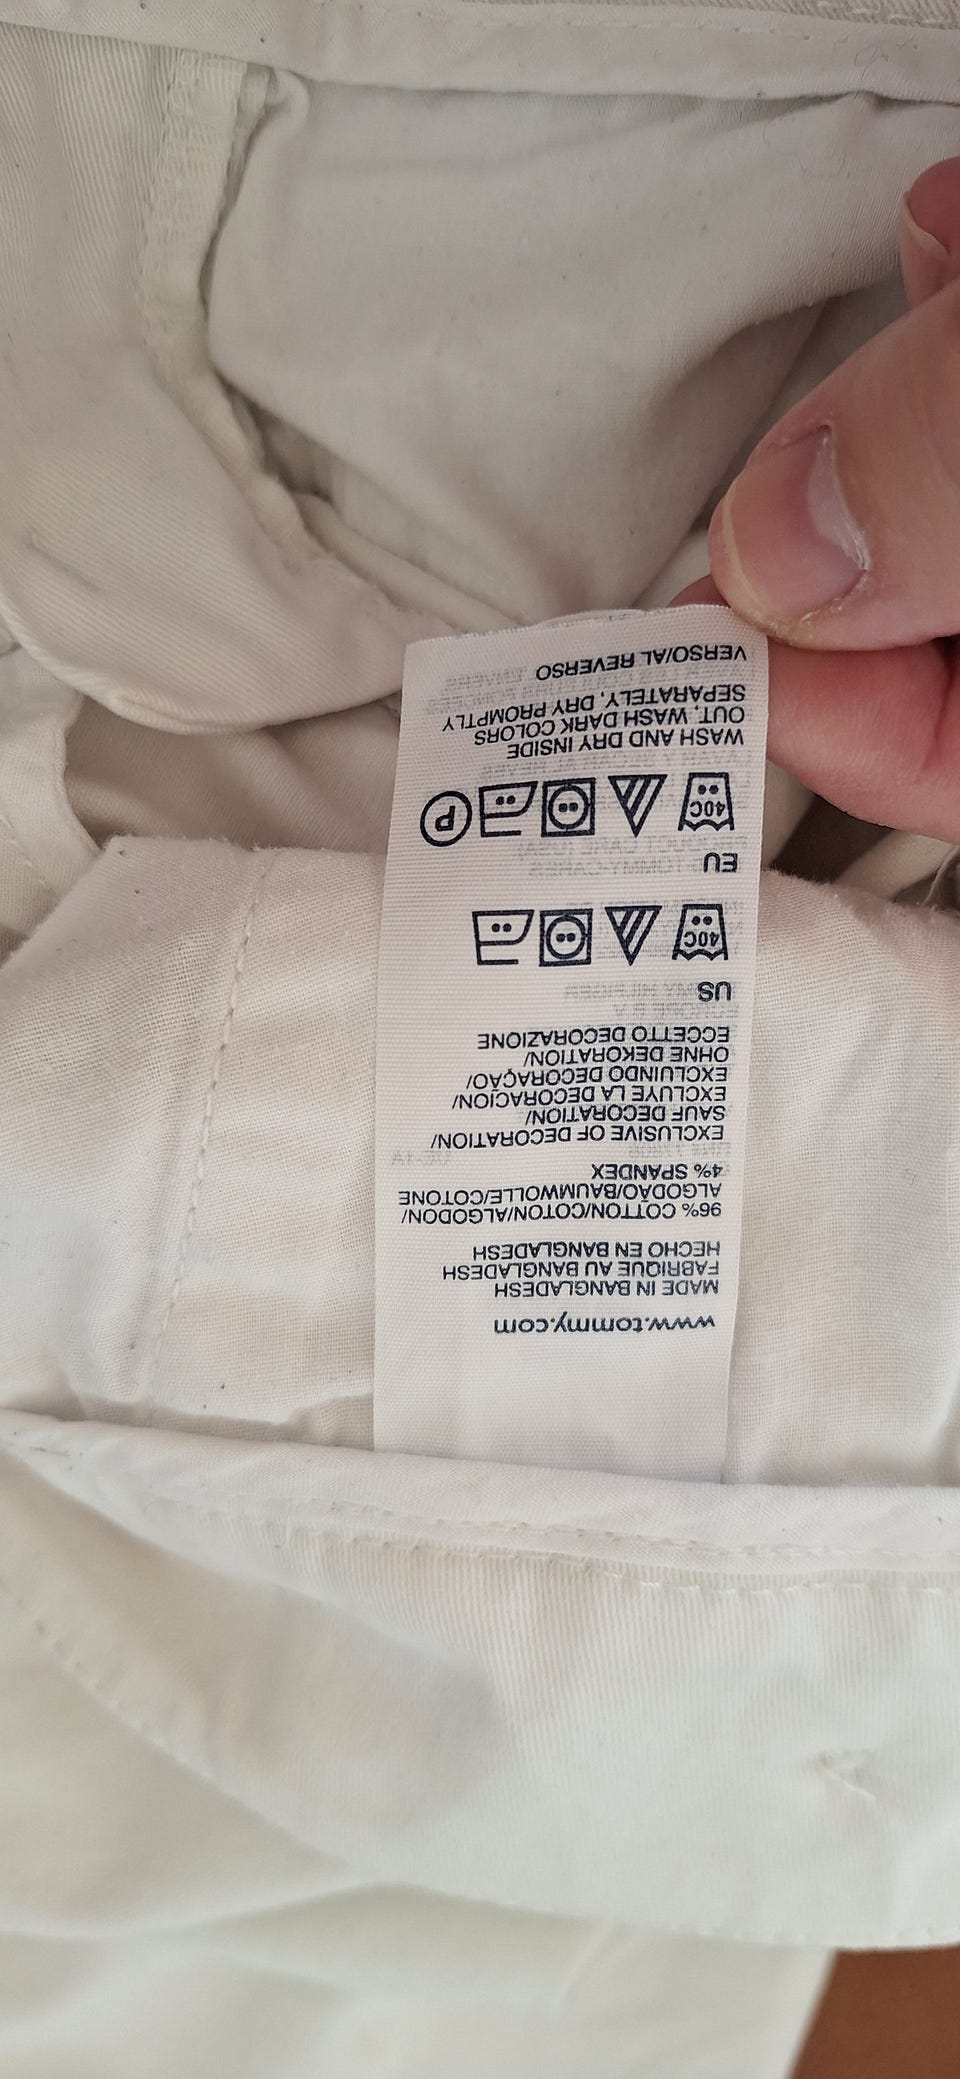 www.tommy.com
MADE IN BANGLADESH
FABRIQUE AU BANGLADESH
HECHO EN BANGLADESH
96% COTTON/COTON/ALGODON/
ALGODÃO/BAUMWOLLE/COTONE
4% SPANDEX
EXCLUSIVE OF DECORATION/
SAUF DECORATION/
EXCLUYE LA DECORACIÓN/
EXCLUINDO DECORAÇAO/
OHNE DEKORATION/
ECCETTO DECORAZIONE
US
40C
EU
40C P
WASH AND DRY INSIDE
OUT, WASH DARK COLORS
SEPARATELY, DRY PROMPTLY
VERSO/AL REVERSO